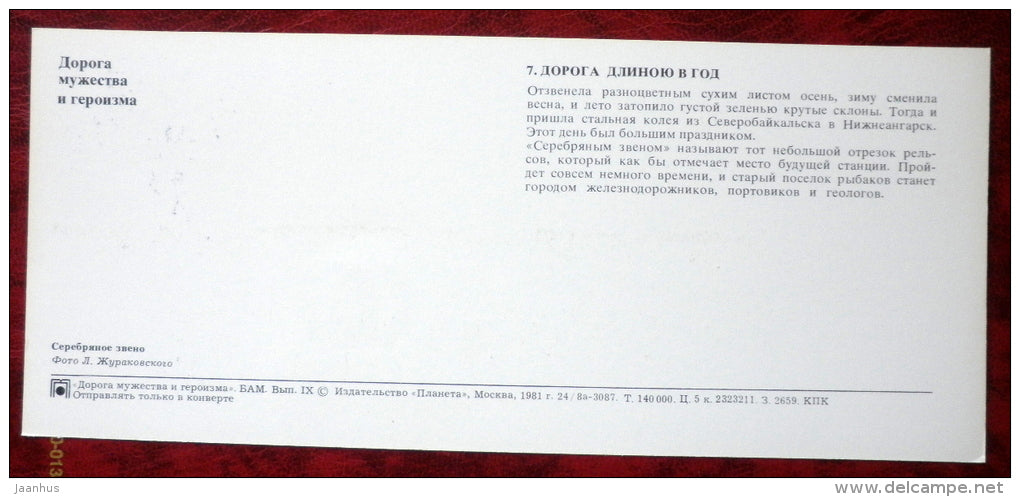 Дорога
мужества
и героизма
7. ДОРОГА ДЛИНОЮ В ГОД
Отзвенела разноцветным сухим листом осень, зиму сменила
весна, и лето затопило густой зеленью крутые склоны. Тогда и
пришла стальная колея из Северобайкальска в Нижнеангарск.
Этот день был большим праздником.
«Серебряным звеном» называют тот небольшой отрезок рель-
сов, который как бы отмечает место будущей станции. Прой-
дет совсем немного времени, и старый поселок рыбаков станет
городом железнодорожников, портовиков и геологов.
Серебряное звено
Фото Л. Жураковского
«Дорога мужества и героизма». БАМ. Вып. IX © Издательство «Планета», Москва, 1981 г. 24/8а-3087. Т. 140 000. Ц. 5 к. 2323211. З. 2659. КПК
Отправлять только в конверте
jaanhus
delcampe.net